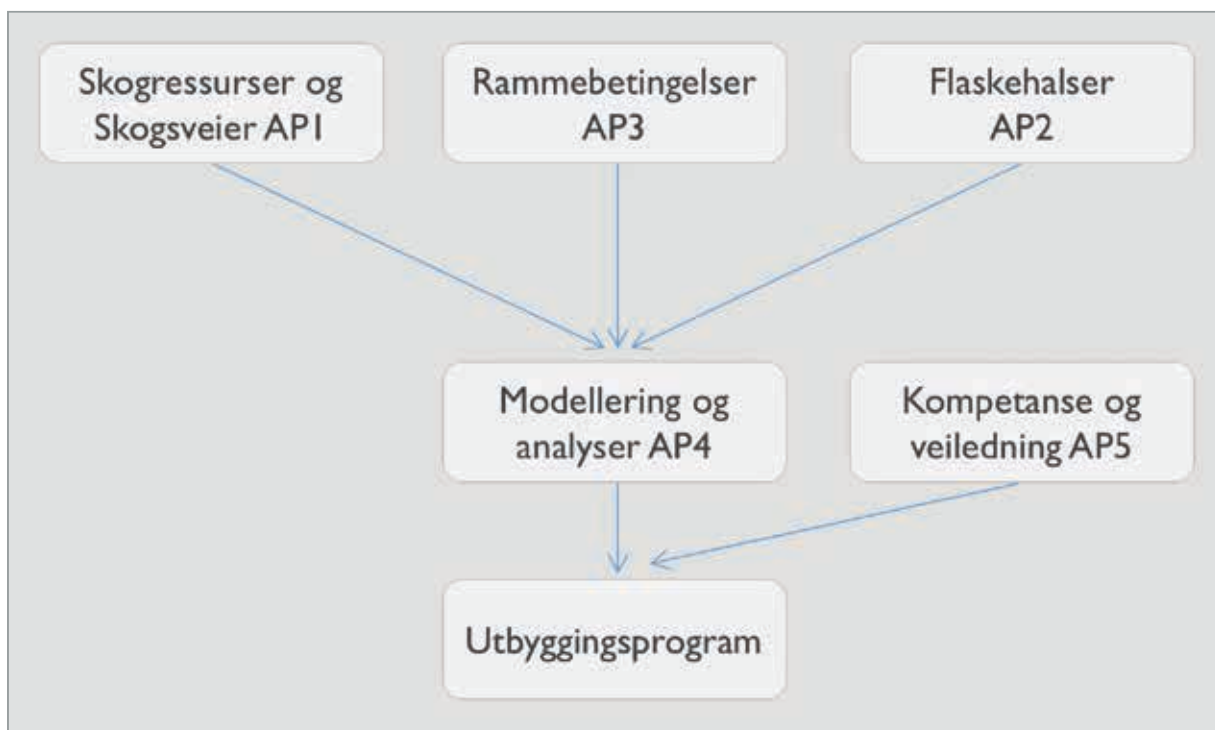 Skogressurser og
Skogsveier AP1
Rammebetingelser
AP3
Flaskehalser
AP2
Modellering og
analyser AP4
Kompetanse og
veiledning AP5
Utbyggingsprogram